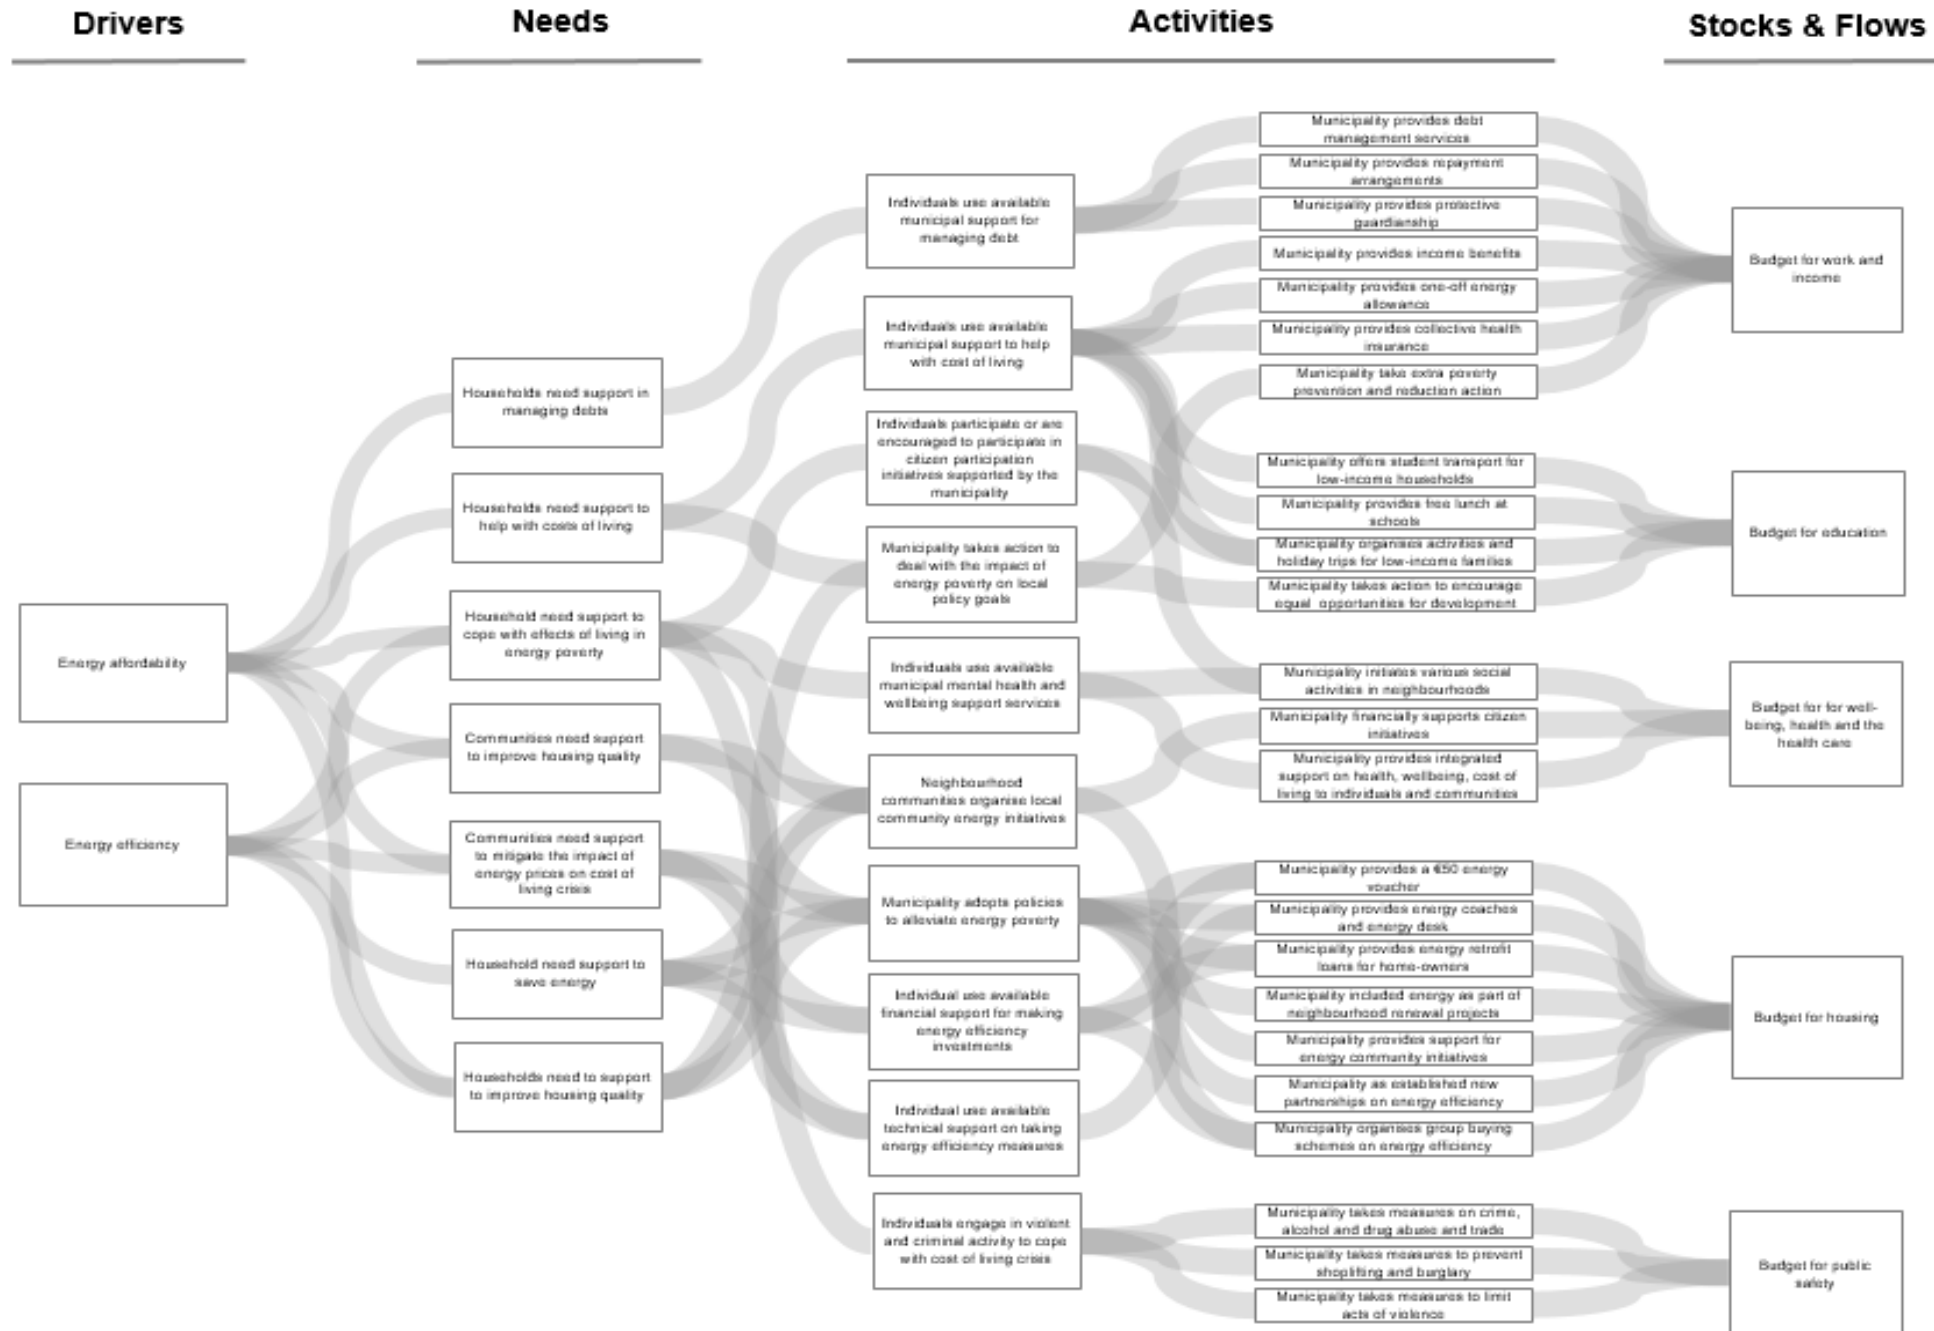 Drivers
Needs
Activities
Stocks & Flows
Energy affordability
Energy efficiency
Households need support in
managing debts
Households need support to
help with costs of living
Household need support to
cope with effects of living in
energy poverty
Communities need support
to improve housing quality
Communities need support
to mitigate the impact of
energy prices on cost of
living crisis
Household need support to
save energy
Households need to support
to improve housing quality
Individuals use available
municipal support for
managing debt
Individuals use available
municipal support to help
with cost of living
Individuals participate or are
encouraged to participate in
citizen participation
initiatives supported by the
municipality
Municipality takes action to
deal with the impact of
energy poverty on local
policy goals
Individuals use available
municipal mental health and
wellbeing support services
Neighbourhood
communities organise local
community energy initiatives
Municipality adopts policies
to alleviate energy poverty
Individual use available
financial support for making
energy efficiency
investments
Individual use available
technical support on taking
energy efficiency measures
Individuals engage in violent
and criminal activity to cope
with cost of living crisis
Municipality provides debt
management services
Municipality provides repayment
arrangements
Municipality provides protective
guardianship
Municipality provides income benefits
Municipality provides one-off energy
allowance
Municipality provides collective health
insurance
Municipality take extra poverty
prevention and reduction action
Municipality offers student transport for
low-income households
Municipality provides free lunch at
schools
Municipality organises activities and
holiday trips for low-income families
Municipality takes action to encourage
equal opportunities for development
Municipality initiates various social
activities in neighbourhoods
Municipality financially supports citizen
initiatives
Municipality provides integrated
support on health, wellbeing, cost of
living to individuals and communities
Municipality provides a €50 energy
voucher
Municipality provides energy coaches
and energy desk
Municipality provides energy retrofit
loans for home-owners
Municipality included energy as part of
neighbourhood renewal projects
Municipality provides support for
energy community initiatives
Municipality as established new
partnerships on energy efficiency
Municipality organises group buying
schemes on energy efficiency
Municipality takes measures on crime,
alcohol and drug abuse and trade
Municipality takes measures to prevent
shoplifting and burglary
Municipality takes measures to limit
acts of violence
Budget for work and
income
Budget for education
Budget for for well-
being, health and the
health care
Budget for housing
Budget for public
safety